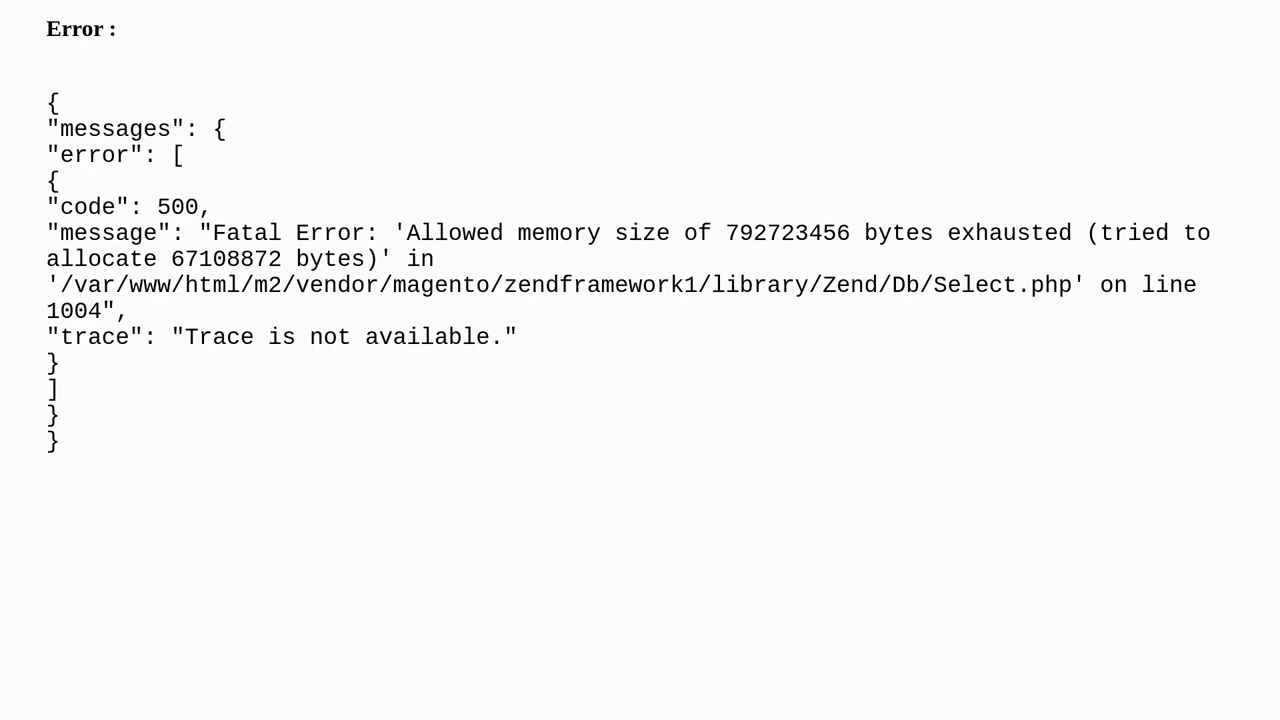 Error :
{
"messages": {
"error": [
{
"code": 500,
"message": "Fatal Error: 'Allowed memory size of 792723456 bytes exhausted (tried to
allocate 67108872 bytes)' in
'/var/www/html/m2/vendor/magento/zendframework1/library/Zend/Db/Select.php' on line
1004",
"trace": "Trace is not available."
}
]
}
}